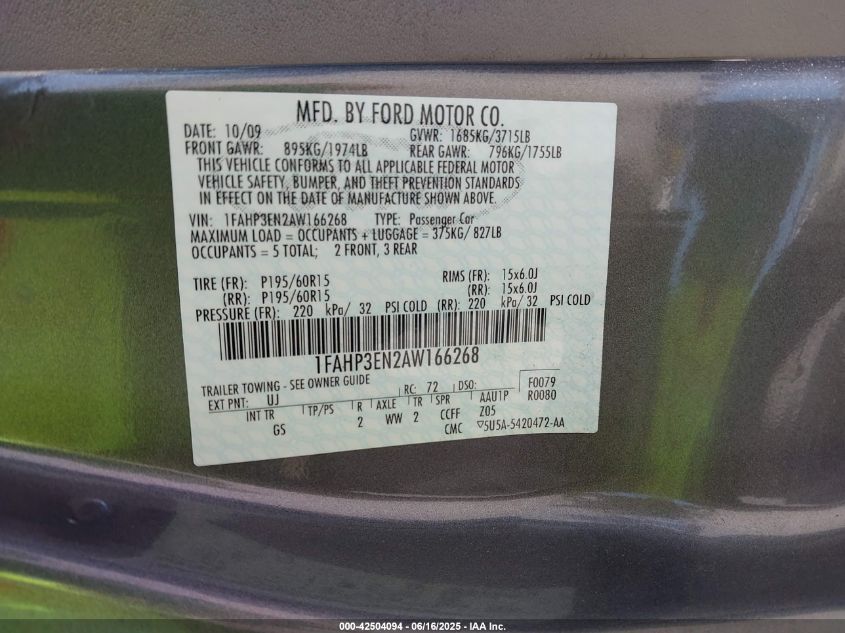 MFD. BY FORD MOTOR CO.
DATE: 10/09 GVWR: 1685KG/3715LB
FRONT GAWR: 895KG/1974LB REAR GAWR: 796KG/1755LB
THIS VEHICLE CONFORMS TO ALL APPLICABLE FEDERAL MOTOR
VEHICLE SAFETY, BUMPER, AND THEFT PREVENTION STANDARDS
IN EFFECT ON THE DATE OF MANUFACTURE SHOWN ABOVE.
VIN: 1FAHP3EN2AW166268 TYPE: Passenger Car
MAXIMUM LOAD = OCCUPANTS + LUGGAGE = 375KG/ 827LB
OCCUPANTS = 5 TOTAL; 2 FRONT, 3 REAR
TIRE (FR): P195/60R15 RIMS (FR): 15x6.0J
(RR): P195/60R15 (RR): 15x6.0J
PRESSURE (FR): 220 kPa/ 32 PSI COLD (RR): 220 kPa/ 32 PSI COLD
1FAHP3EN2AW166268
TRAILER TOWING - SEE OWNER GUIDE
EXT PNT: UJ RC: 72 DSO: F0079
R0080
INT TR TP/PS R AXLE TR SPR AAU1P
GS 2 WW 2 CCFF Z05
CMC ▽5U5A-5420472-AA
000-42504094 - 06/16/2025 - IAA Inc.